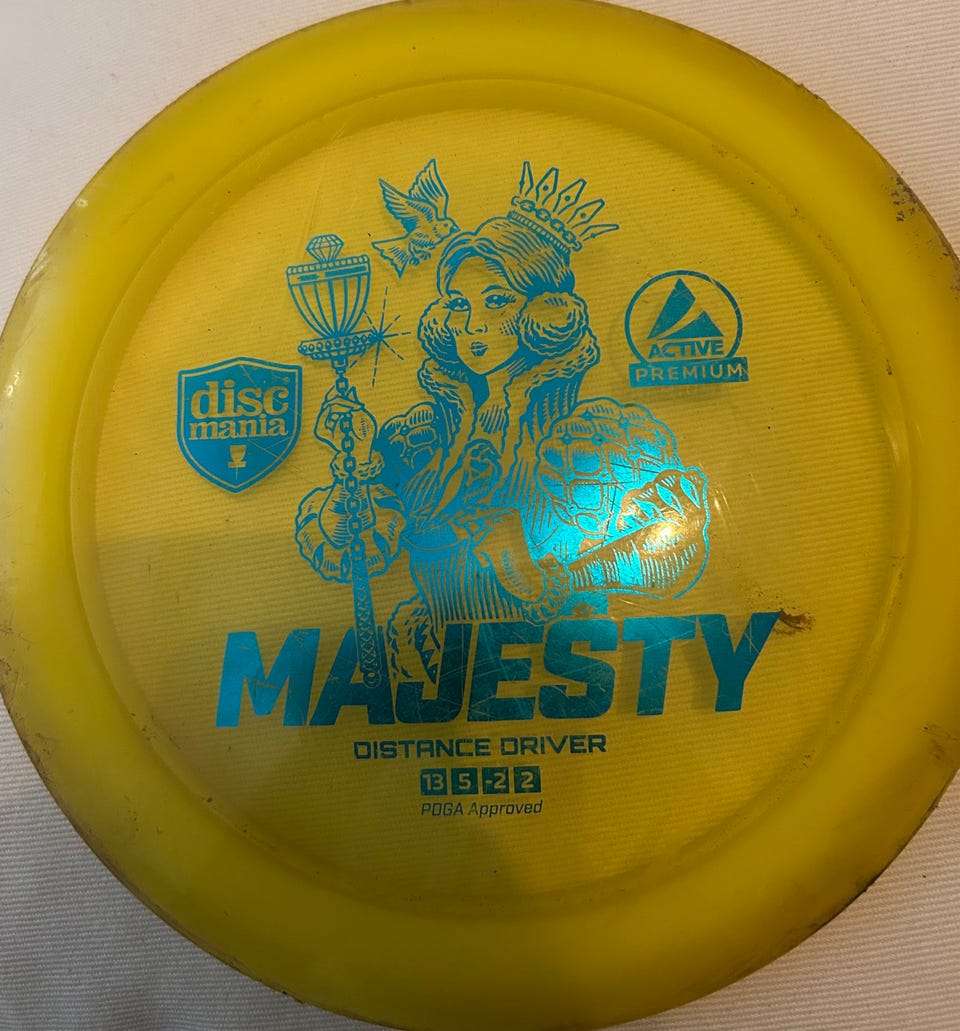 disc
mania
ACTIVE
PREMIUM
MAJESTY
DISTANCE DRIVER
13 5 -2 2
PDGA Approved